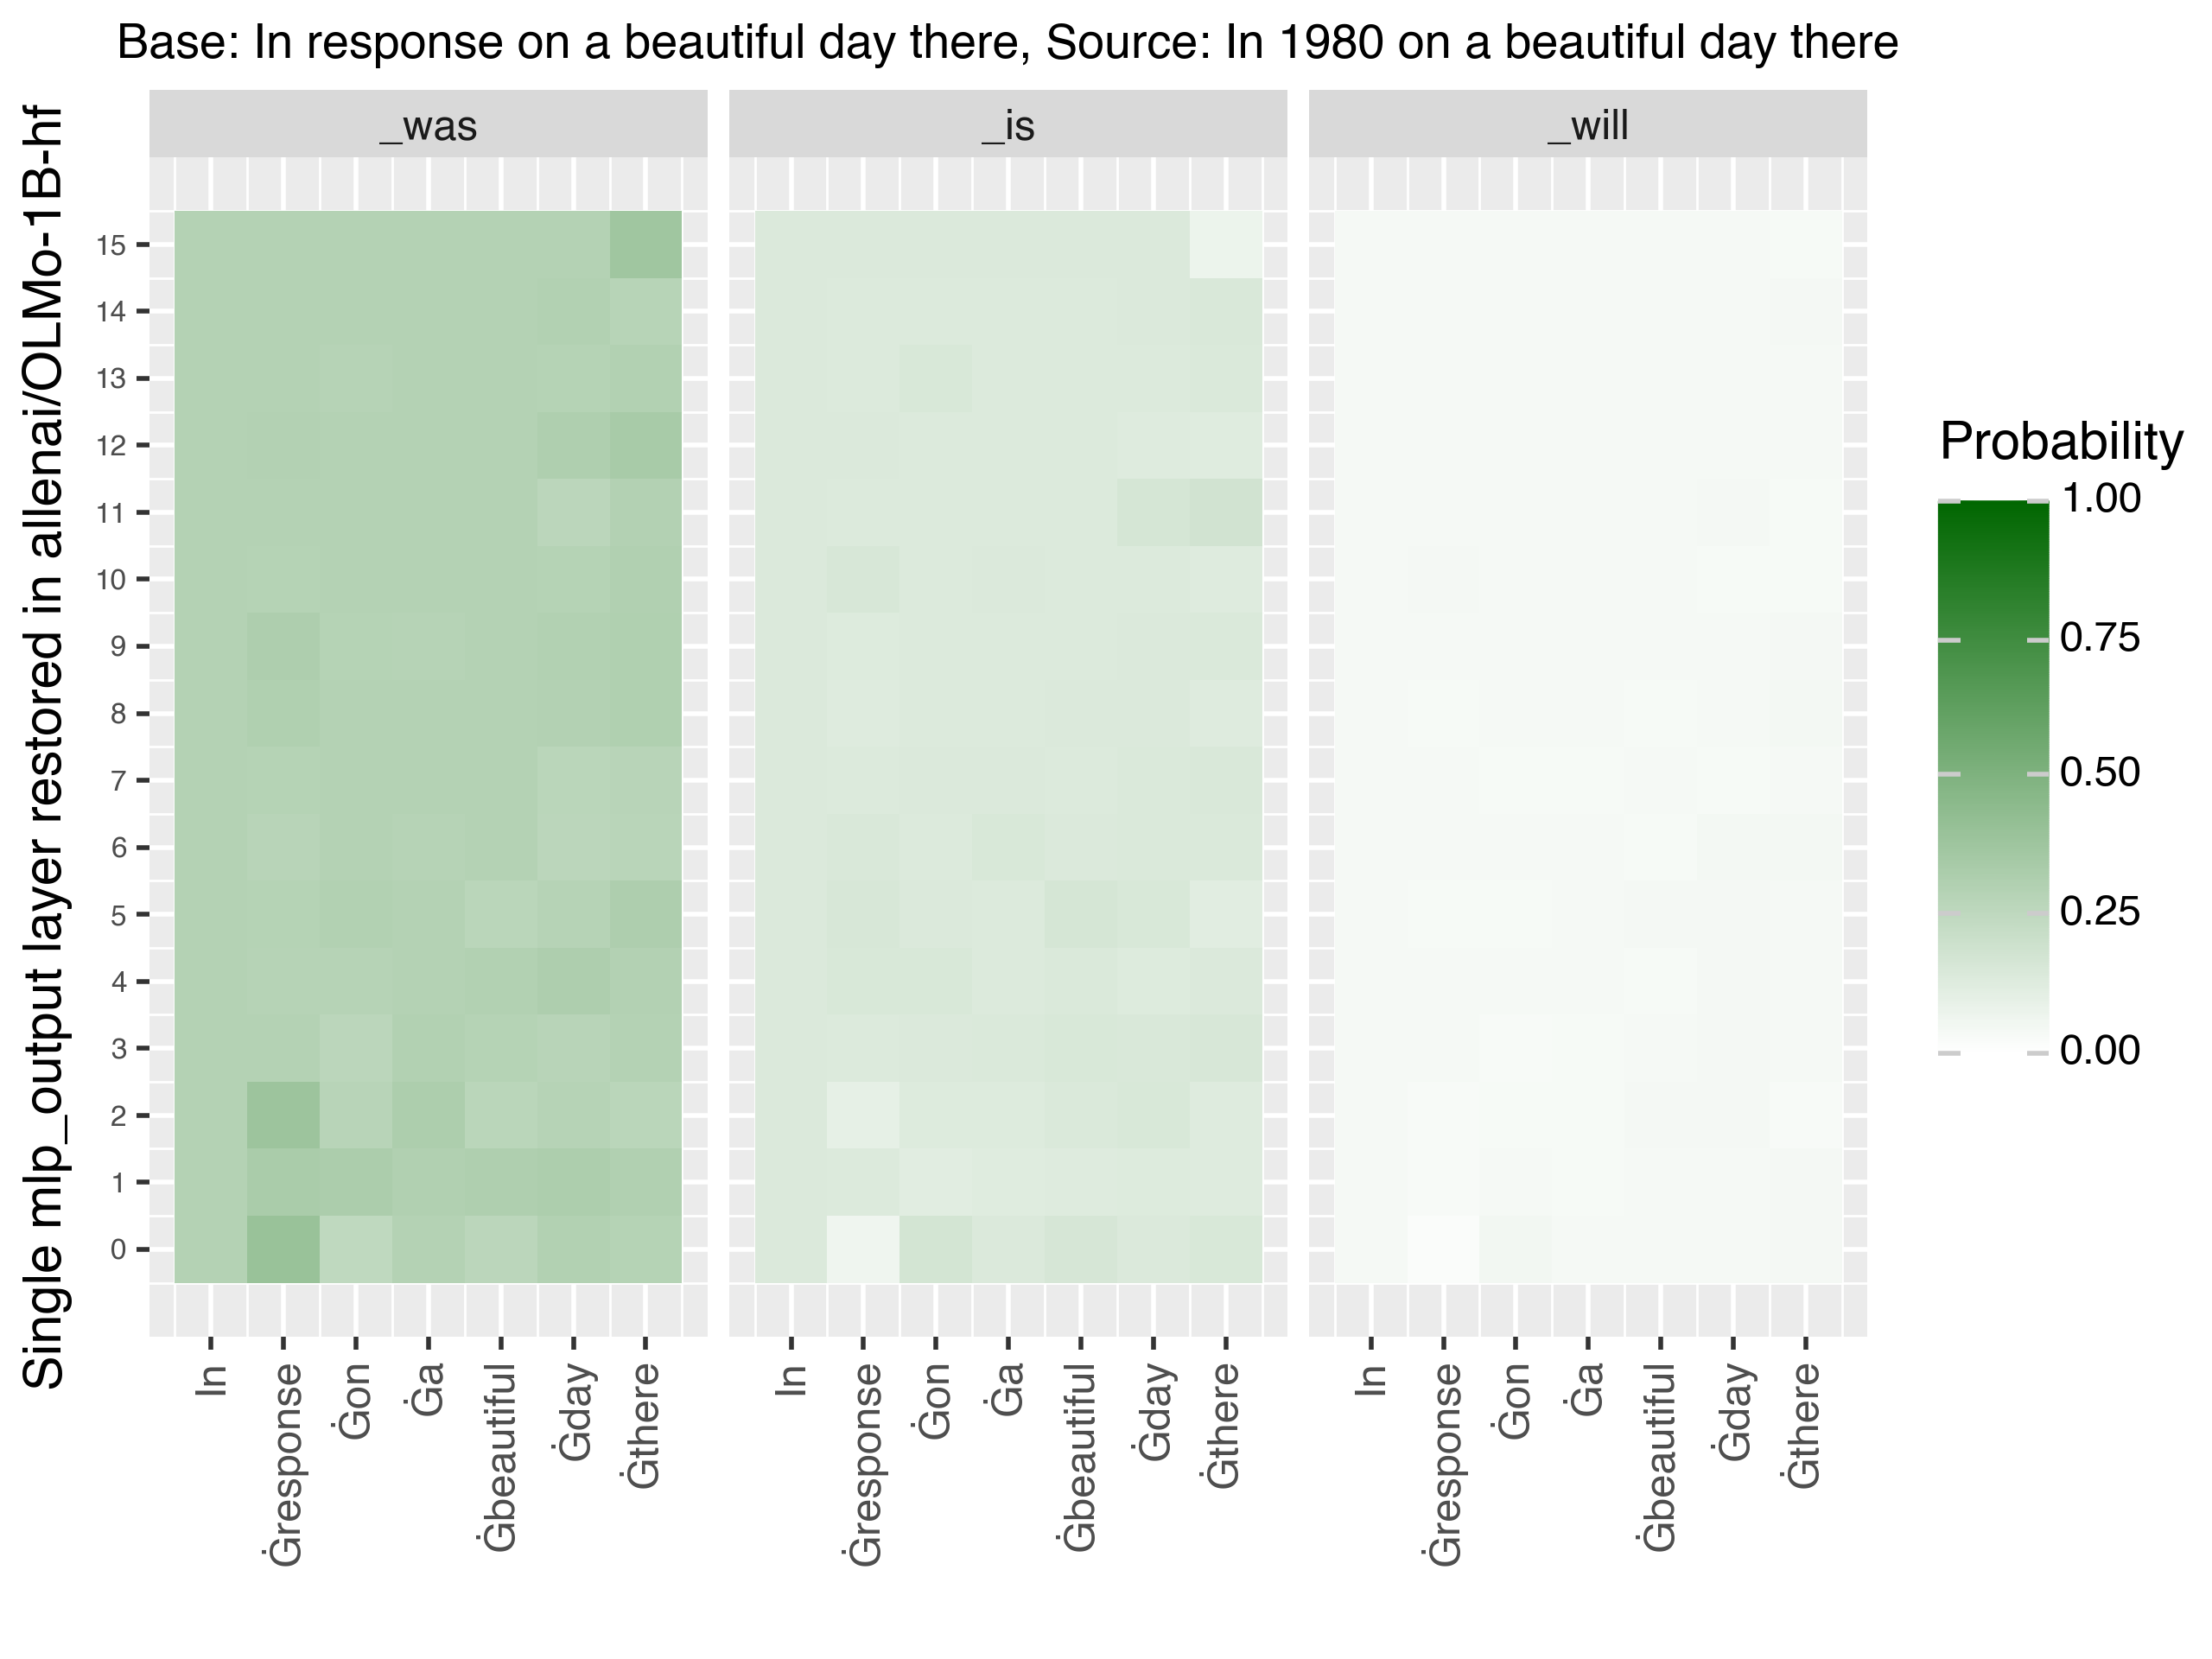 Base: In response on a beautiful day there, Source: In 1980 on a beautiful day there
_was
_is
_will
Single mlp_output layer restored in allenai/OLMo-1B-hf
15
14
13
12
11
10
9
8
7
6
5
4
3
2
1
0
In
Ġresponse
Ġon
Ġa
Ġbeautiful
Ġday
Ġthere
In
Ġresponse
Ġon
Ġa
Ġbeautiful
Ġday
Ġthere
In
Ġresponse
Ġon
Ġa
Ġbeautiful
Ġday
Ġthere
Probability
1.00
0.75
0.50
0.25
0.00